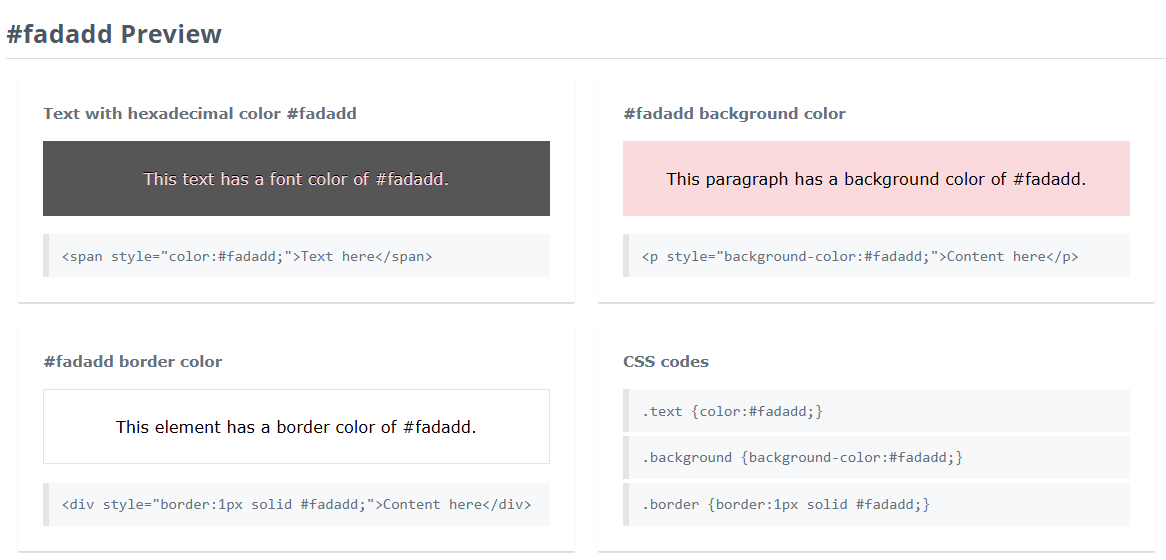 #fadadd Preview
Text with hexadecimal color #fadadd
This text has a font color of #fadadd.
<span style="color:#fadadd;">Text here</span>
#fadadd background color
This paragraph has a background color of #fadadd.
<p style="background-color:#fadadd;">Content here</p>
#fadadd border color
This element has a border color of #fadadd.
<div style="border:1px solid #fadadd;">Content here</div>
CSS codes
.text {color:#fadadd;}
.background {background-color:#fadadd;}
.border {border:1px solid #fadadd;}